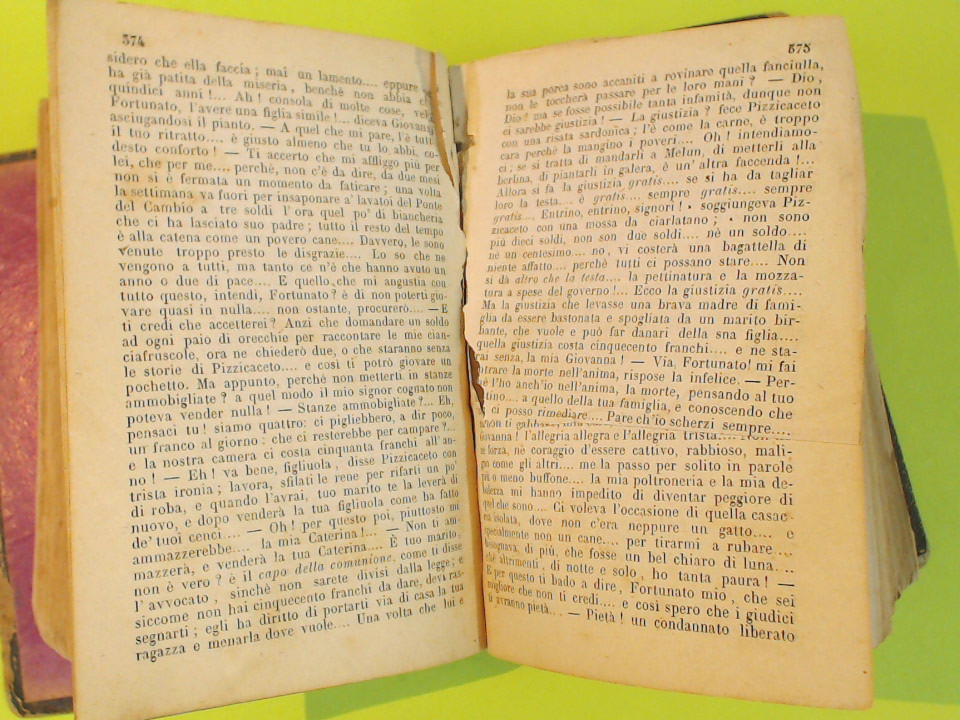 374
sidero che ella faccia; mai un lamento.... eppure
ha già patita della miseria, benchè non abbia
quindici anni!... Ah! consola di molte cose,
Fortunato, l'avere una figlia simile!... diceva Giovan
asciugandosi il pianto. — A quel che mi pare, l'è tutt
il tuo ritratto.... è giusto almeno che tu lo abbi, co-
desto conforto! — Ti accerto che mi affliggo più per
lei, che per me.... perchè, non c'è da dire, da due mesi
non si è fermata un momento da faticare; una volta
la settimana va fuori per insaponare a' lavatoi del Ponte
del Cambio a tre soldi l'ora quel po' di biancheria
che ci ha lasciato suo padre; tutto il resto del tempo
è alla catena come un povero cane.... Davvero, le sono
venute troppo presto le disgrazie.... Lo so che ne
vengono a tutti, ma tanto ce n'è che hanno avuto un
anno o due di pace.... E quello che mi angustia con
tutto questo, intendi, Fortunato? è di non poterti gio-
vare quasi in nulla.... non ostante, procurerò.... — E
ti credi che accetterei? Anzi che domandare un soldo
ad ogni paio di orecchie per raccontare le mie cian-
ciafruscole, ora ne chiederò due, o che staranno senza
le storie di Pizzicaceto.... e così ti potrò giovare un
pochetto. Ma appunto, perchè non metterti in stanze
ammobigliate? a quel modo il mio signor cognato non
poteva vender nulla! — Stanze ammobigliate?... Eh,
pensaci tu! siamo quattro: ci pigliebbero, a dir poco,
un franco al giorno: che ci resterebbe per campare?...
e la nostra camera ci costa cinquanta franchi all'an-
no! — Eh! va bene, figliuola, disse Pizzicaceto con
trista ironia; lavora, sfilati le rene per rifarti un po'
di roba, e quando l'avrai, tuo marito te la leverà di
nuovo, e dopo venderà la tua figliuola come ha fatto
de' tuoi cenci.... — Oh! per questo poi, piuttosto mi
ammazzerebbe.... la mia Caterina!... — Non ti am-
mazzerà, e venderà la tua Caterina.... È tuo marito,
non è vero? è il capo della comunione, come ti disse
l'avvocato, sinchè non sarete divisi dalla legge; e
siccome non hai cinquecento franchi da dare, devi ras-
segnarti; egli ha diritto di portarti via di casa la tua
ragazza e menarla dove vuole.... Una volta che lui e
575
la sua porca sono accaniti a rovinare quella fanciulla,
non le toccherà passare per le loro mani? — Dio,
Dio! ma se fosse possibile tanta infamità, dunque non
ci sarebbe giustizia! — La giustizia? fece Pizzicaceto
con una risata sardonica; l'è come la carne, è troppo
cara perchè la mangino i poveri.... Oh! intendiamo-
ci; se si tratta di mandarli a Melun, di metterli alla
berlina, di piantarli in galera, è un'altra faccenda!...
Allora si fa la giustizia gratis.... se si ha da tagliar
loro la testa.... è gratis.... sempre gratis.... sempre
gratis.... Entrino, entrino, signori! • soggiungeva Piz-
zicaceto con una mossa da ciarlatano; • non sono
più dieci soldi, non son due soldi.... nè un soldo....
nè un centesimo.... no, vi costerà una bagattella di
niente affatto.... perchè tutti ci possano stare.... Non
si dà altro che la testa.... la pettinatura e la mozza-
tura a spese del governo!... Ecco la giustizia gratis....
Ma la giustizia che levasse una brava madre di fami-
glia da essere bastonata e spogliata da un marito bir-
bante, che vuole e può far danari della sna figlia....
quella giustizia costa cinquecento franchi.... e ne sta-
rai senza, la mia Giovanna! — Via, Fortunato! mi fai
ntrare la morte nell'anima, rispose la infelice. — Per-
hè l'ho anch'io nell'anima, la morte, pensando al tuo
stino.... a quello della tua famiglia, e conoscendo che
ci posso rimediare.... Pare ch'io scherzi sempre....
non ti gabbare,
Giovanna! l'allegria allegra e l'allegria trista....
forza, nè coraggio d'essere cattivo, rabbioso, mali-
come gli altri.... me la passo per solito in parole
o meno buffone.... la mia poltroneria e la mia de-
bolezza mi hanno impedito di diventar peggiore di
quel che sono.... Ci voleva l'occasione di quella casac-
cia isolata, dove non c'era neppure un gatto.... e
specialmente non un cane.... per tirarmi a rubare....
bisognava, di più, che fosse un bel chiaro di luna....
chè altrimenti, di notte e solo, ho tanta paura! —
E per questo ti bado a dire, Fortunato mio, che sei
migliore che non ti credi.... e così spero che i giudici
ti avranno pietà.... — Pietà! un condannato liberato